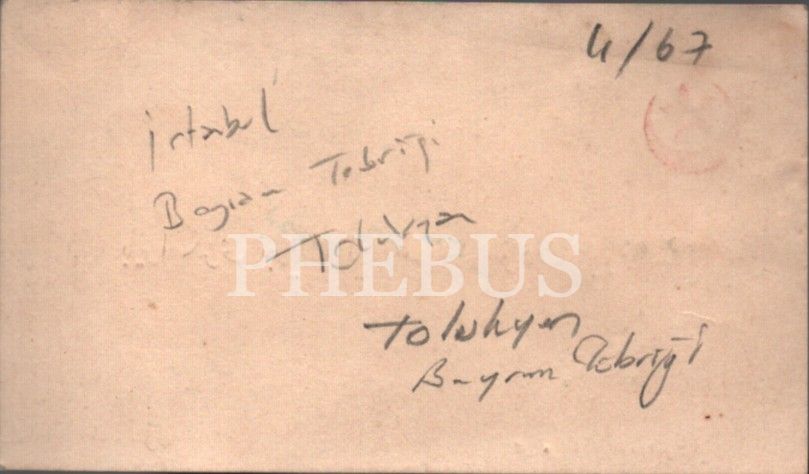 4/67
İstanbul
Bayram Tebriği
Tolukyan
PHEBUS
Tolukyan
Bayram Tebriği